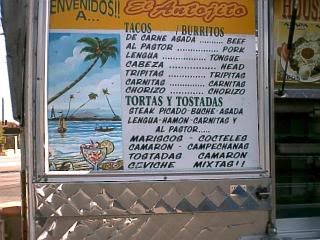 ENVENIDOS!!
A...
El Antojito
TACOS / BURRITOS
DE CARNE ASADA ........ BEEF
AL PASTOR ............ PORK
LENGUA ............. TONGUE
CABEZA ............. HEAD
TRIPITAS ......... TRIPITAS
CARNITAS ........ CARNITAS
CHORIZO ......... CHORIZO
TORTAS Y TOSTADAS
STEAK PICADO-BUCHE-ASADA
LENGUA-HAMON-CARNITAS Y
AL PASTOR.....
MARISCOS - COCTELES
CAMARON - CAMPECHANAS
TOSTADAS CAMARON
CEVICHE MIXTAS!!